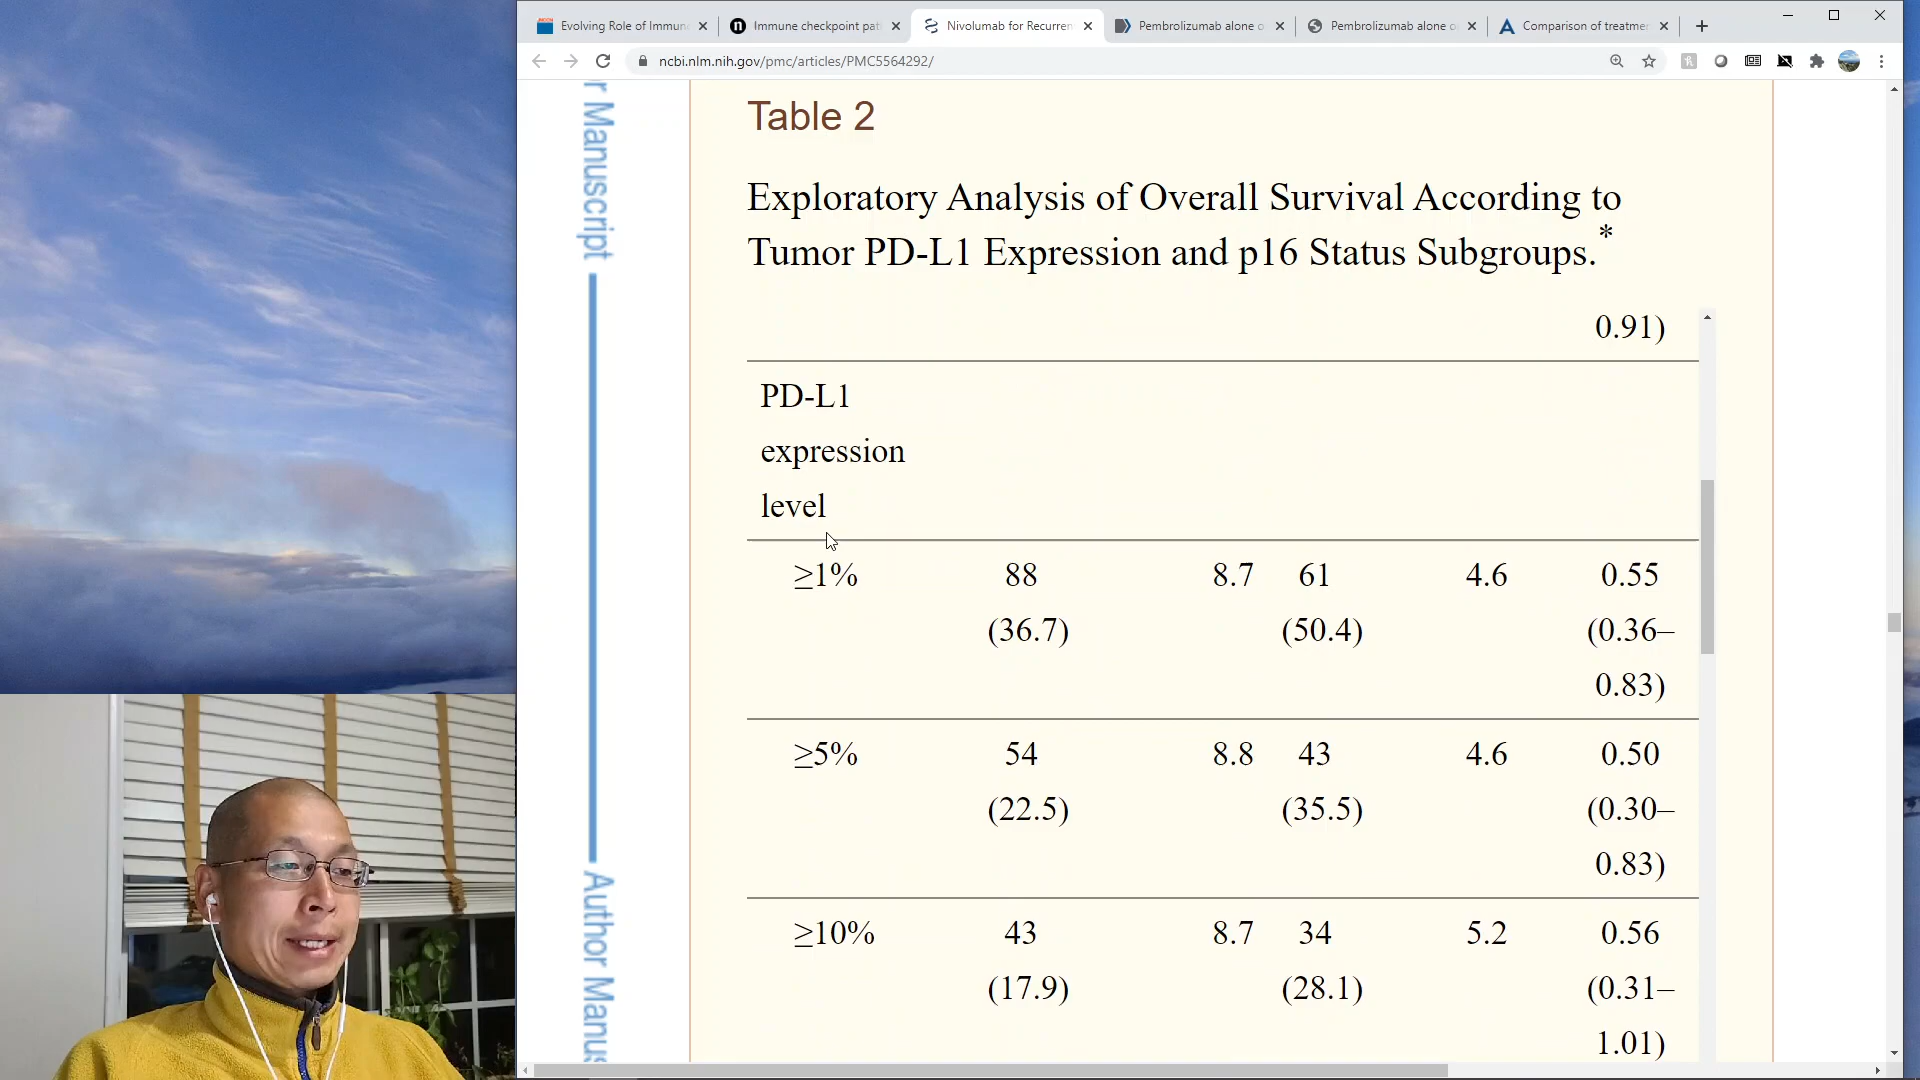 Evolving Role of Immun
Immune checkpoint pat
Nivolumab for Recurren
Pembrolizumab alone o
Pembrolizumab alone o
Comparison of treatme
ncbi.nlm.nih.gov/pmc/articles/PMC5564292/
r Manuscript
Author Manus
Table 2
Exploratory Analysis of Overall Survival According to
Tumor PD-L1 Expression and p16 Status Subgroups.*
0.91)
PD-L1
expression
level
≥1% 88 8.7 61 4.6 0.55
(36.7) (50.4) (0.36–
0.83)
≥5% 54 8.8 43 4.6 0.50
(22.5) (35.5) (0.30–
0.83)
≥10% 43 8.7 34 5.2 0.56
(17.9) (28.1) (0.31–
1.01)